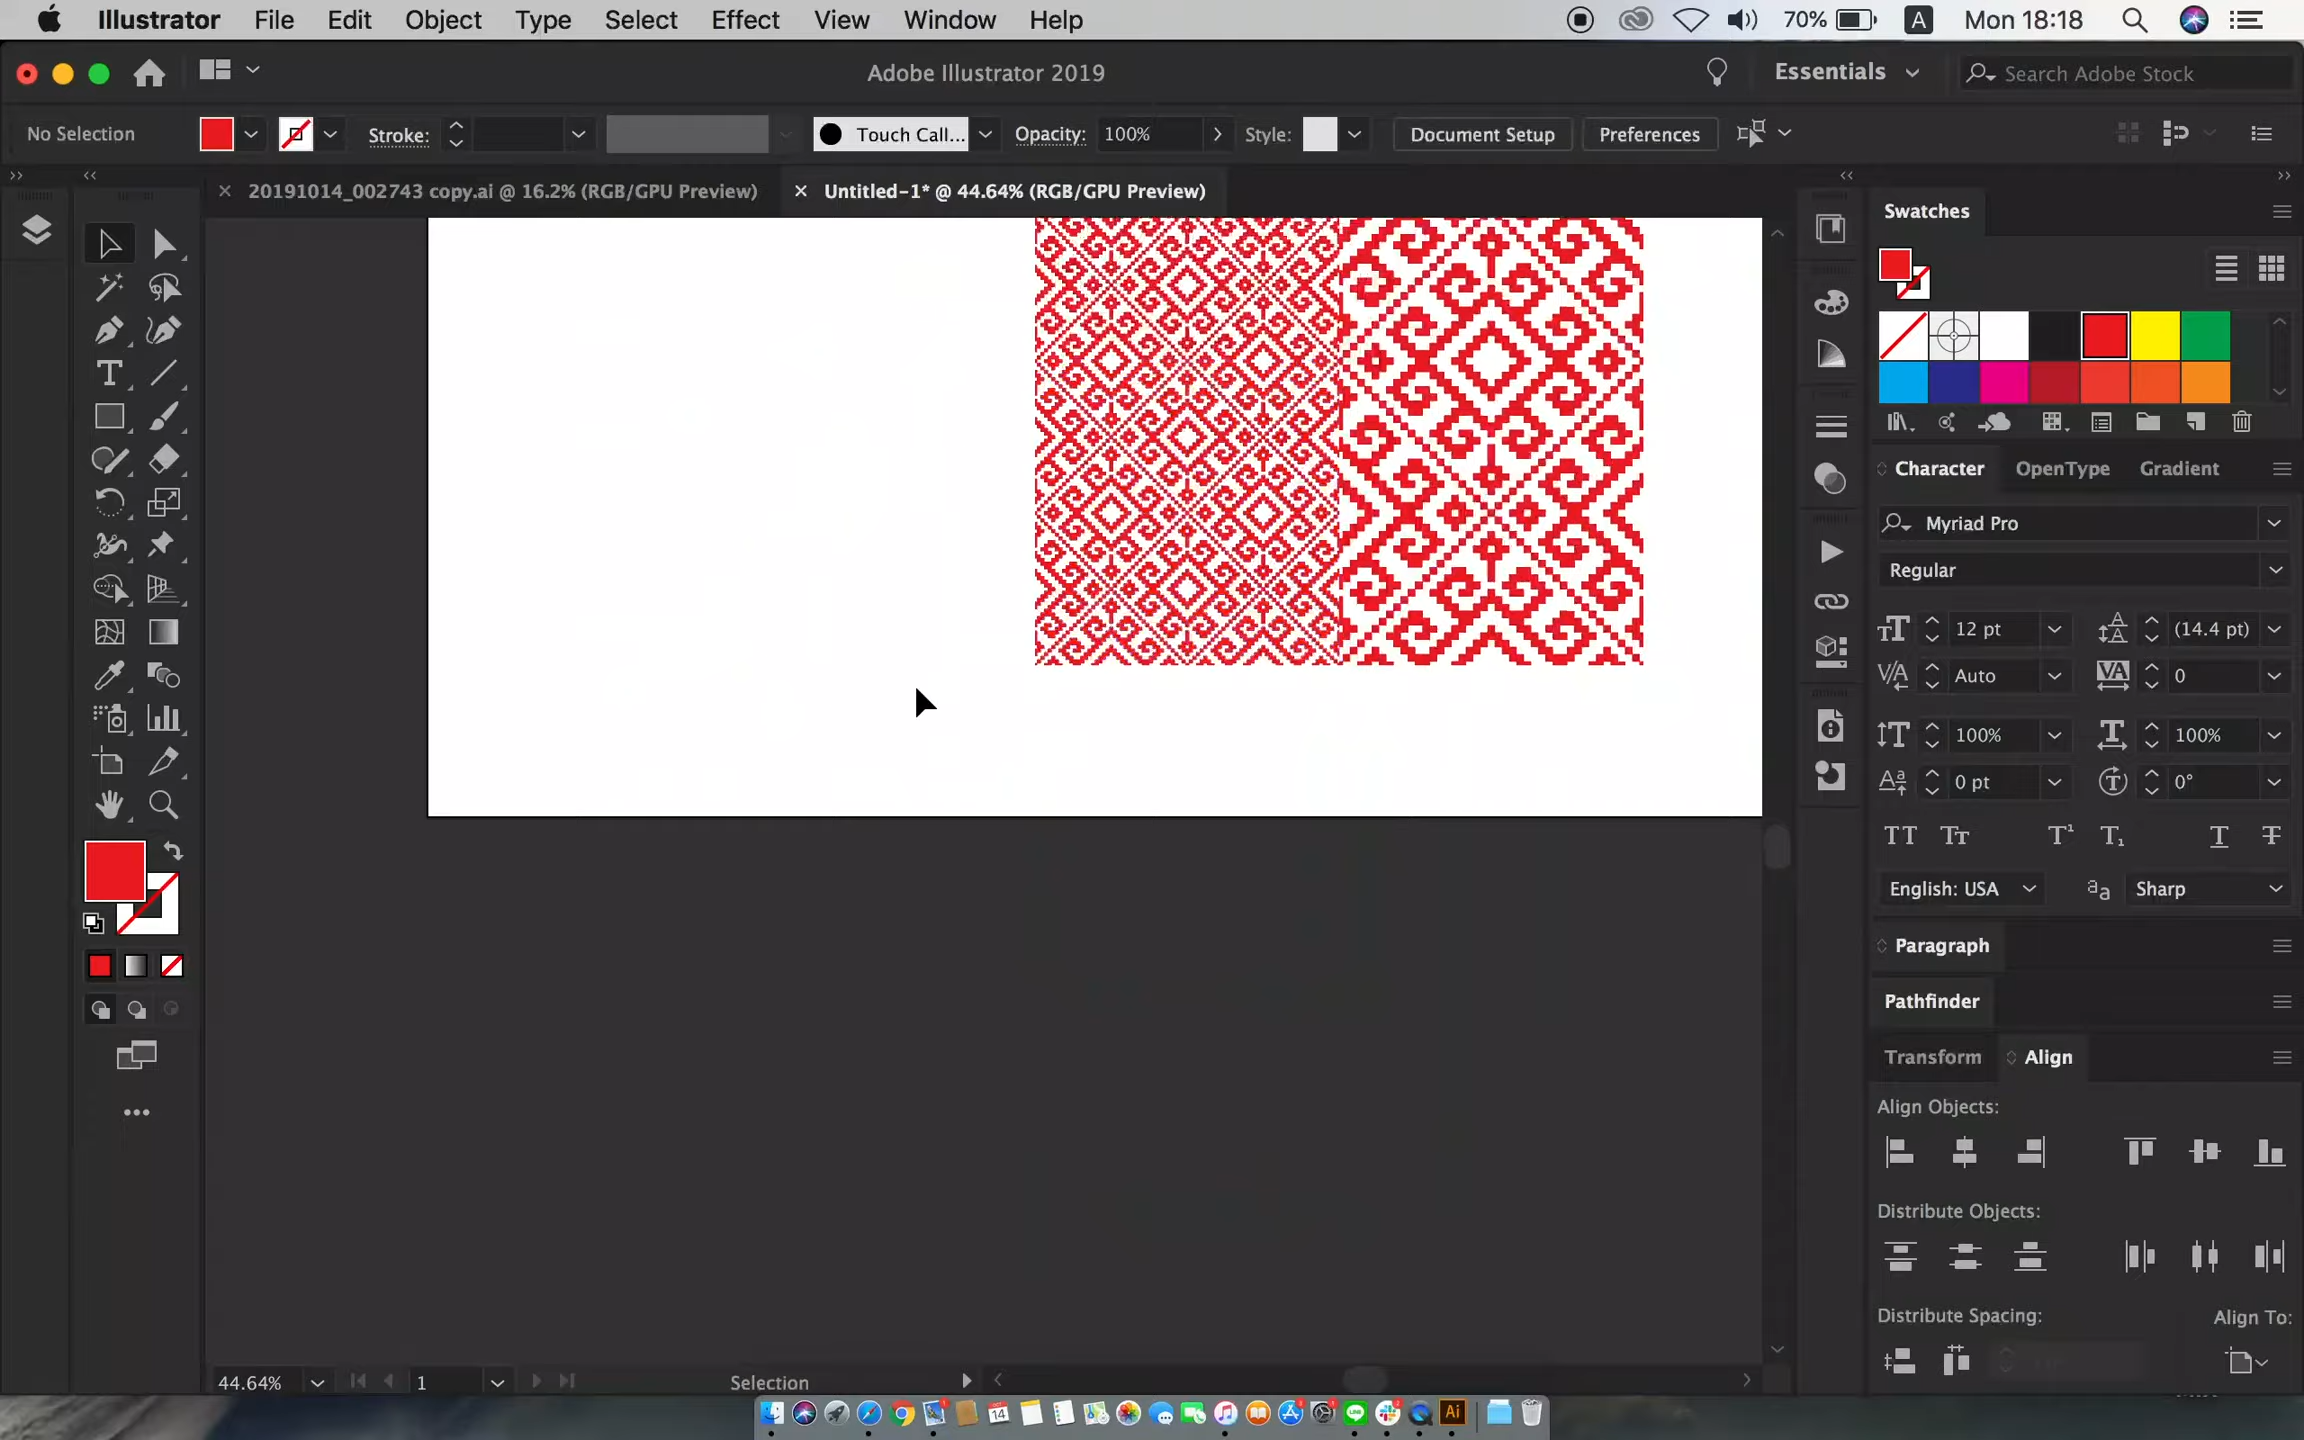 Illustrator File Edit Object Type Select Effect View Window Help 70% A Mon 18:18
Adobe Illustrator 2019 Essentials Search Adobe Stock
No Selection Stroke: Touch Call... Opacity: 100% Style: Document Setup Preferences
20191014_002743 copy.ai @ 16.2% (RGB/GPU Preview) Untitled-1* @ 44.64% (RGB/GPU Preview)
Swatches
Character OpenType Gradient
Myriad Pro
Regular
12 pt (14.4 pt)
Auto 0
100% 100%
0 pt 0°
English: USA Sharp
Paragraph
Pathfinder
Transform Align
Align Objects:
Distribute Objects:
Distribute Spacing: Align To:
44.64% 1 Selection
14
Ai